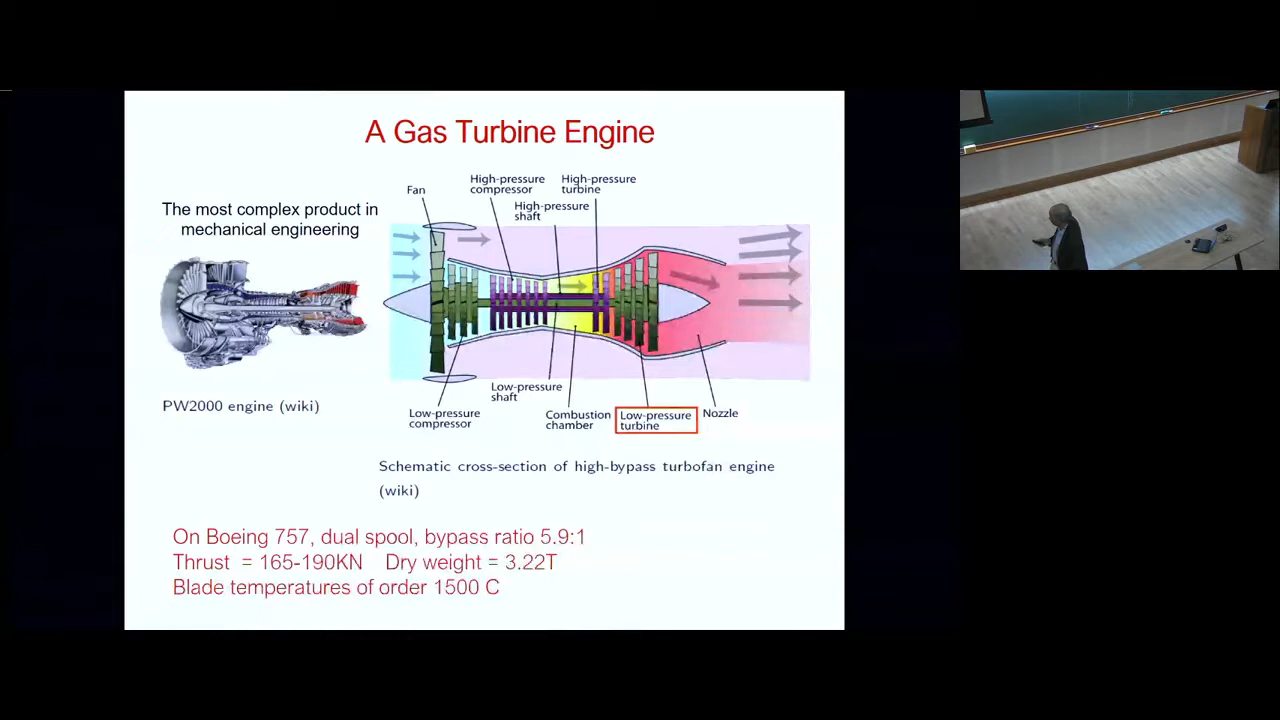 A Gas Turbine Engine
The most complex product in
mechanical engineering
PW2000 engine (wiki)
Fan
High-pressure
compressor
High-pressure
turbine
High-pressure
shaft
Low-pressure
shaft
Low-pressure
compressor
Combustion
chamber
Low-pressure
turbine
Nozzle
Schematic cross-section of high-bypass turbofan engine
(wiki)
On Boeing 757, dual spool, bypass ratio 5.9:1
Thrust = 165-190KN Dry weight = 3.22T
Blade temperatures of order 1500 C